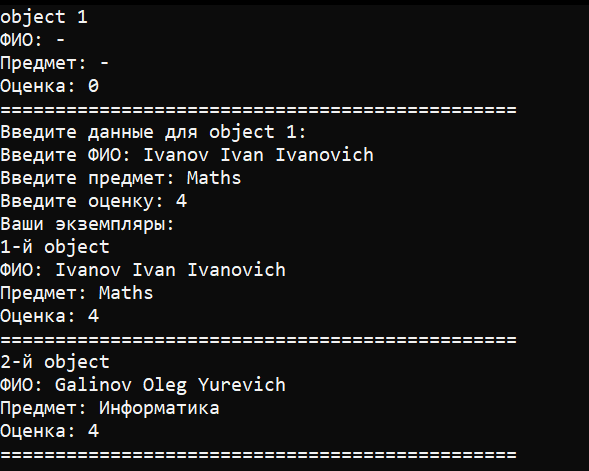 object 1
ФИО: -
Предмет: -
Оценка: 0
===============================================
Введите данные для object 1:
Введите ФИО: Ivanov Ivan Ivanovich
Введите предмет: Maths
Введите оценку: 4
Ваши экземпляры:
1-й object
ФИО: Ivanov Ivan Ivanovich
Предмет: Maths
Оценка: 4
===============================================
2-й object
ФИО: Galinov Oleg Yurevich
Предмет: Информатика
Оценка: 4
===============================================